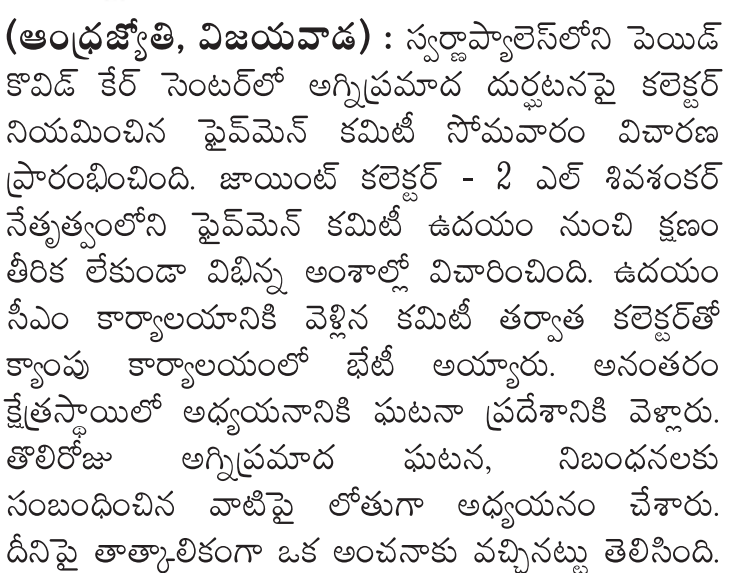 (ఆంధ్రజ్యోతి, విజయవాడ) : స్వర్ణాప్యాలెస్‌లోని పెయిడ్
కొవిడ్ కేర్ సెంటర్‌లో అగ్నిప్రమాద దుర్ఘటనపై కలెక్టర్
నియమించిన ఫైవ్‌మెన్ కమిటీ సోమవారం విచారణ
ప్రారంభించింది. జాయింట్ కలెక్టర్ - 2 ఎల్ శివశంకర్
నేతృత్వంలోని ఫైవ్‌మెన్ కమిటీ ఉదయం నుంచి క్షణం
తీరిక లేకుండా విభిన్న అంశాల్లో విచారించింది. ఉదయం
సీఎం కార్యాలయానికి వెళ్లిన కమిటీ తర్వాత కలెక్టర్‌తో
క్యాంపు కార్యాలయంలో భేటీ అయ్యారు. అనంతరం
క్షేత్రస్థాయిలో అధ్యయనానికి ఘటనా ప్రదేశానికి వెళ్లారు.
తొలిరోజు అగ్నిప్రమాద ఘటన, నిబంధనలకు
సంబంధించిన వాటిపై లోతుగా అధ్యయనం చేశారు.
దీనిపై తాత్కాలికంగా ఒక అంచనాకు వచ్చినట్టు తెలిసింది.